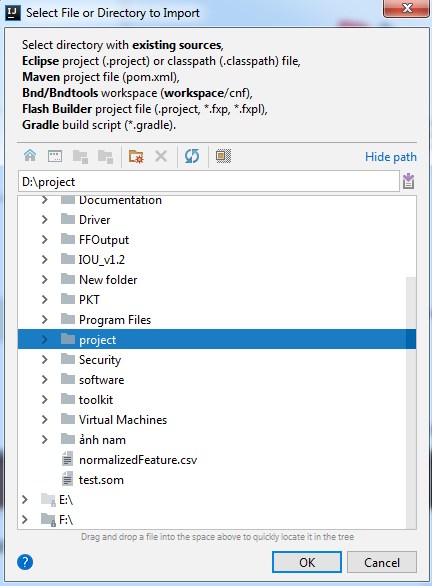 Select File or Directory to Import
Select directory with existing sources,
Eclipse project (.project) or classpath (.classpath) file,
Maven project file (pom.xml),
Bnd/Bndtools workspace (workspace/cnf),
Flash Builder project file (.project, *.fxp, *.fxpl),
Gradle build script (*.gradle).
Hide path
D:\project
Documentation
Driver
FFOutput
IOU_v1.2
New folder
PKT
Program Files
project
Security
software
toolkit
Virtual Machines
ảnh nam
normalizedFeature.csv
test.som
E:\
F:\
Drag and drop a file into the space above to quickly locate it in the tree
?
OK
Cancel